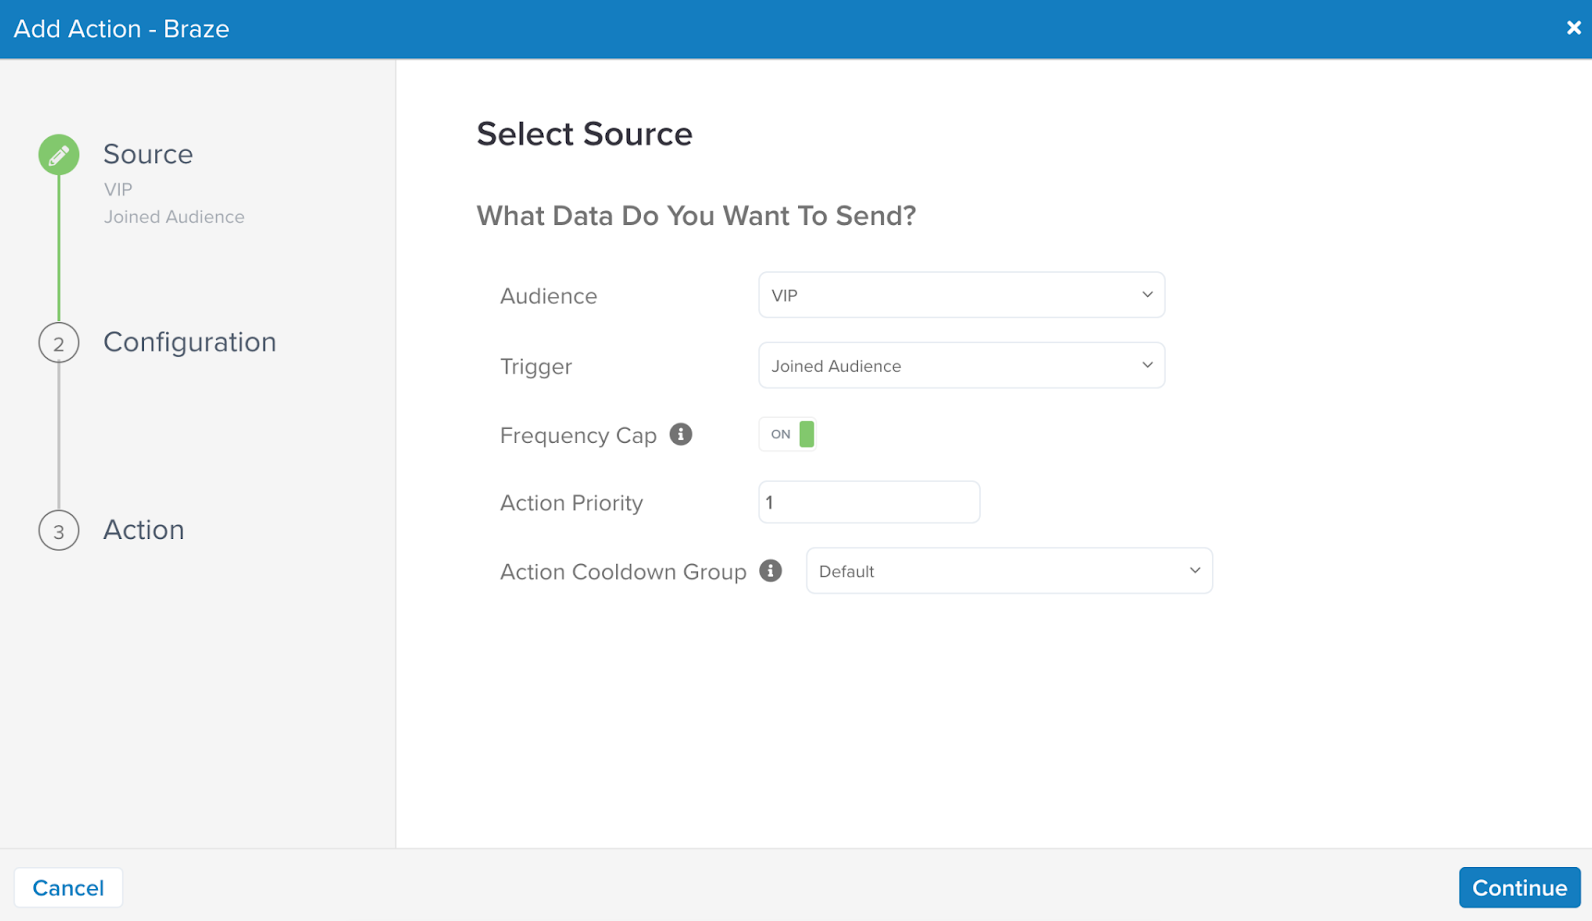 Add Action - Braze
Source
VIP
Joined Audience
2 Configuration
3 Action
Select Source
What Data Do You Want To Send?
Audience VIP
Trigger Joined Audience
Frequency Cap ON
Action Priority 1
Action Cooldown Group Default
Cancel Continue